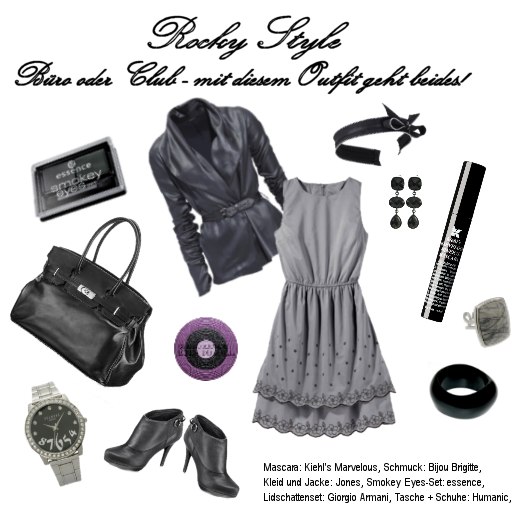 Rocky Style
Büro oder Club - mit diesem Outfit geht beides!
essence
smokey
eyes
Mascara: Kiehl's Marvelous, Schmuck: Bijou Brigitte,
Kleid und Jacke: Jones, Smokey Eyes-Set: essence,
Lidschattenset: Giorgio Armani, Tasche + Schuhe: Humanic,